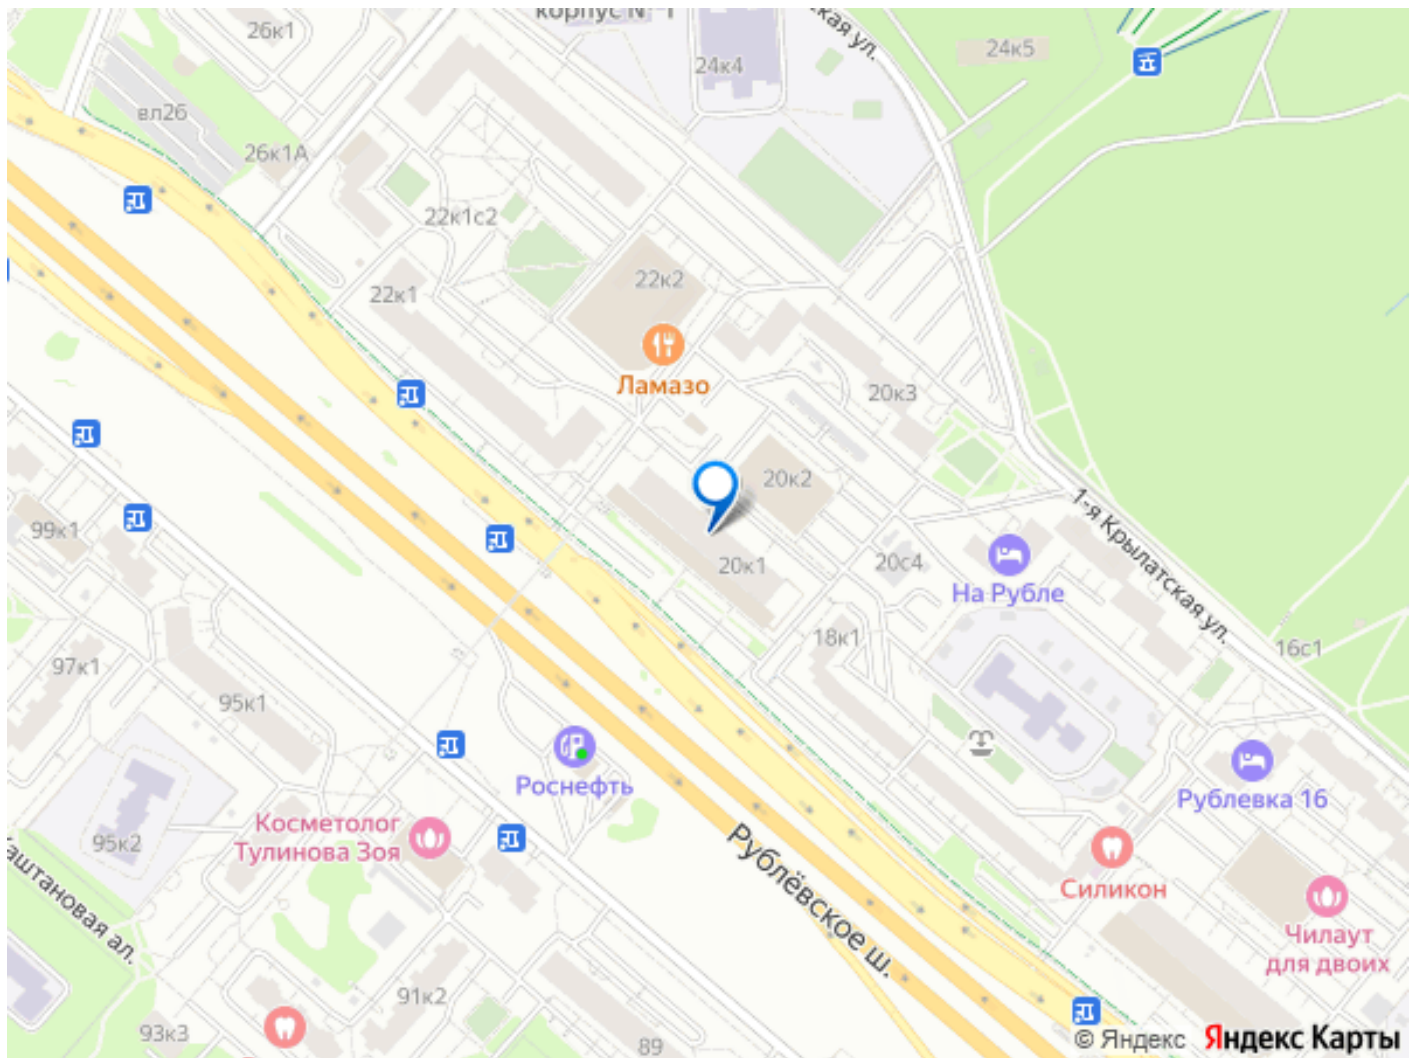 26к1
корпус № 1
24к4
24к5
вл26
26к1А
22к1с2
22к2
22к1
Ламазо
20к3
20к2
1-я Крылатская ул.
99к1
20к1
20с4
На Рубле
18к1
16с1
97к1
95к1
Роснефть
Рублевка 16
95к2
Косметолог
Тулинова Зоя
Рублёвское ш.
Силикон
Чилаут
для двоих
ал.
91к2
93к3
89
© Яндекс Яндекс Карты